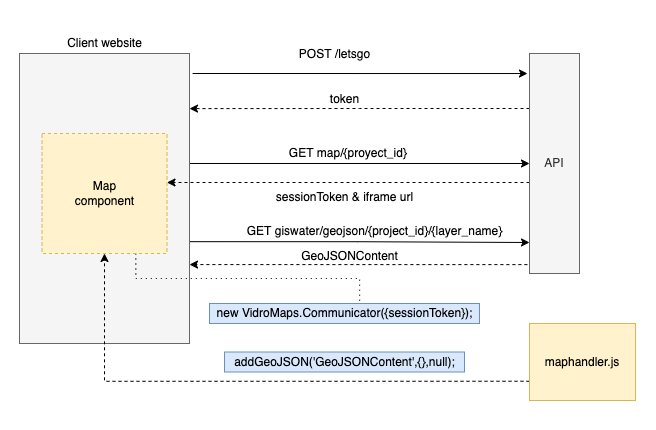 Client website
POST /letsgo
token
GET map/{proyect_id}
API
Map
component
sessionToken & iframe url
GET giswater/geojson/{project_id}/{layer_name}
GeoJSONContent
new VidroMaps.Communicator({sessionToken});
addGeoJSON('GeoJSONContent',{},null);
maphandler.js